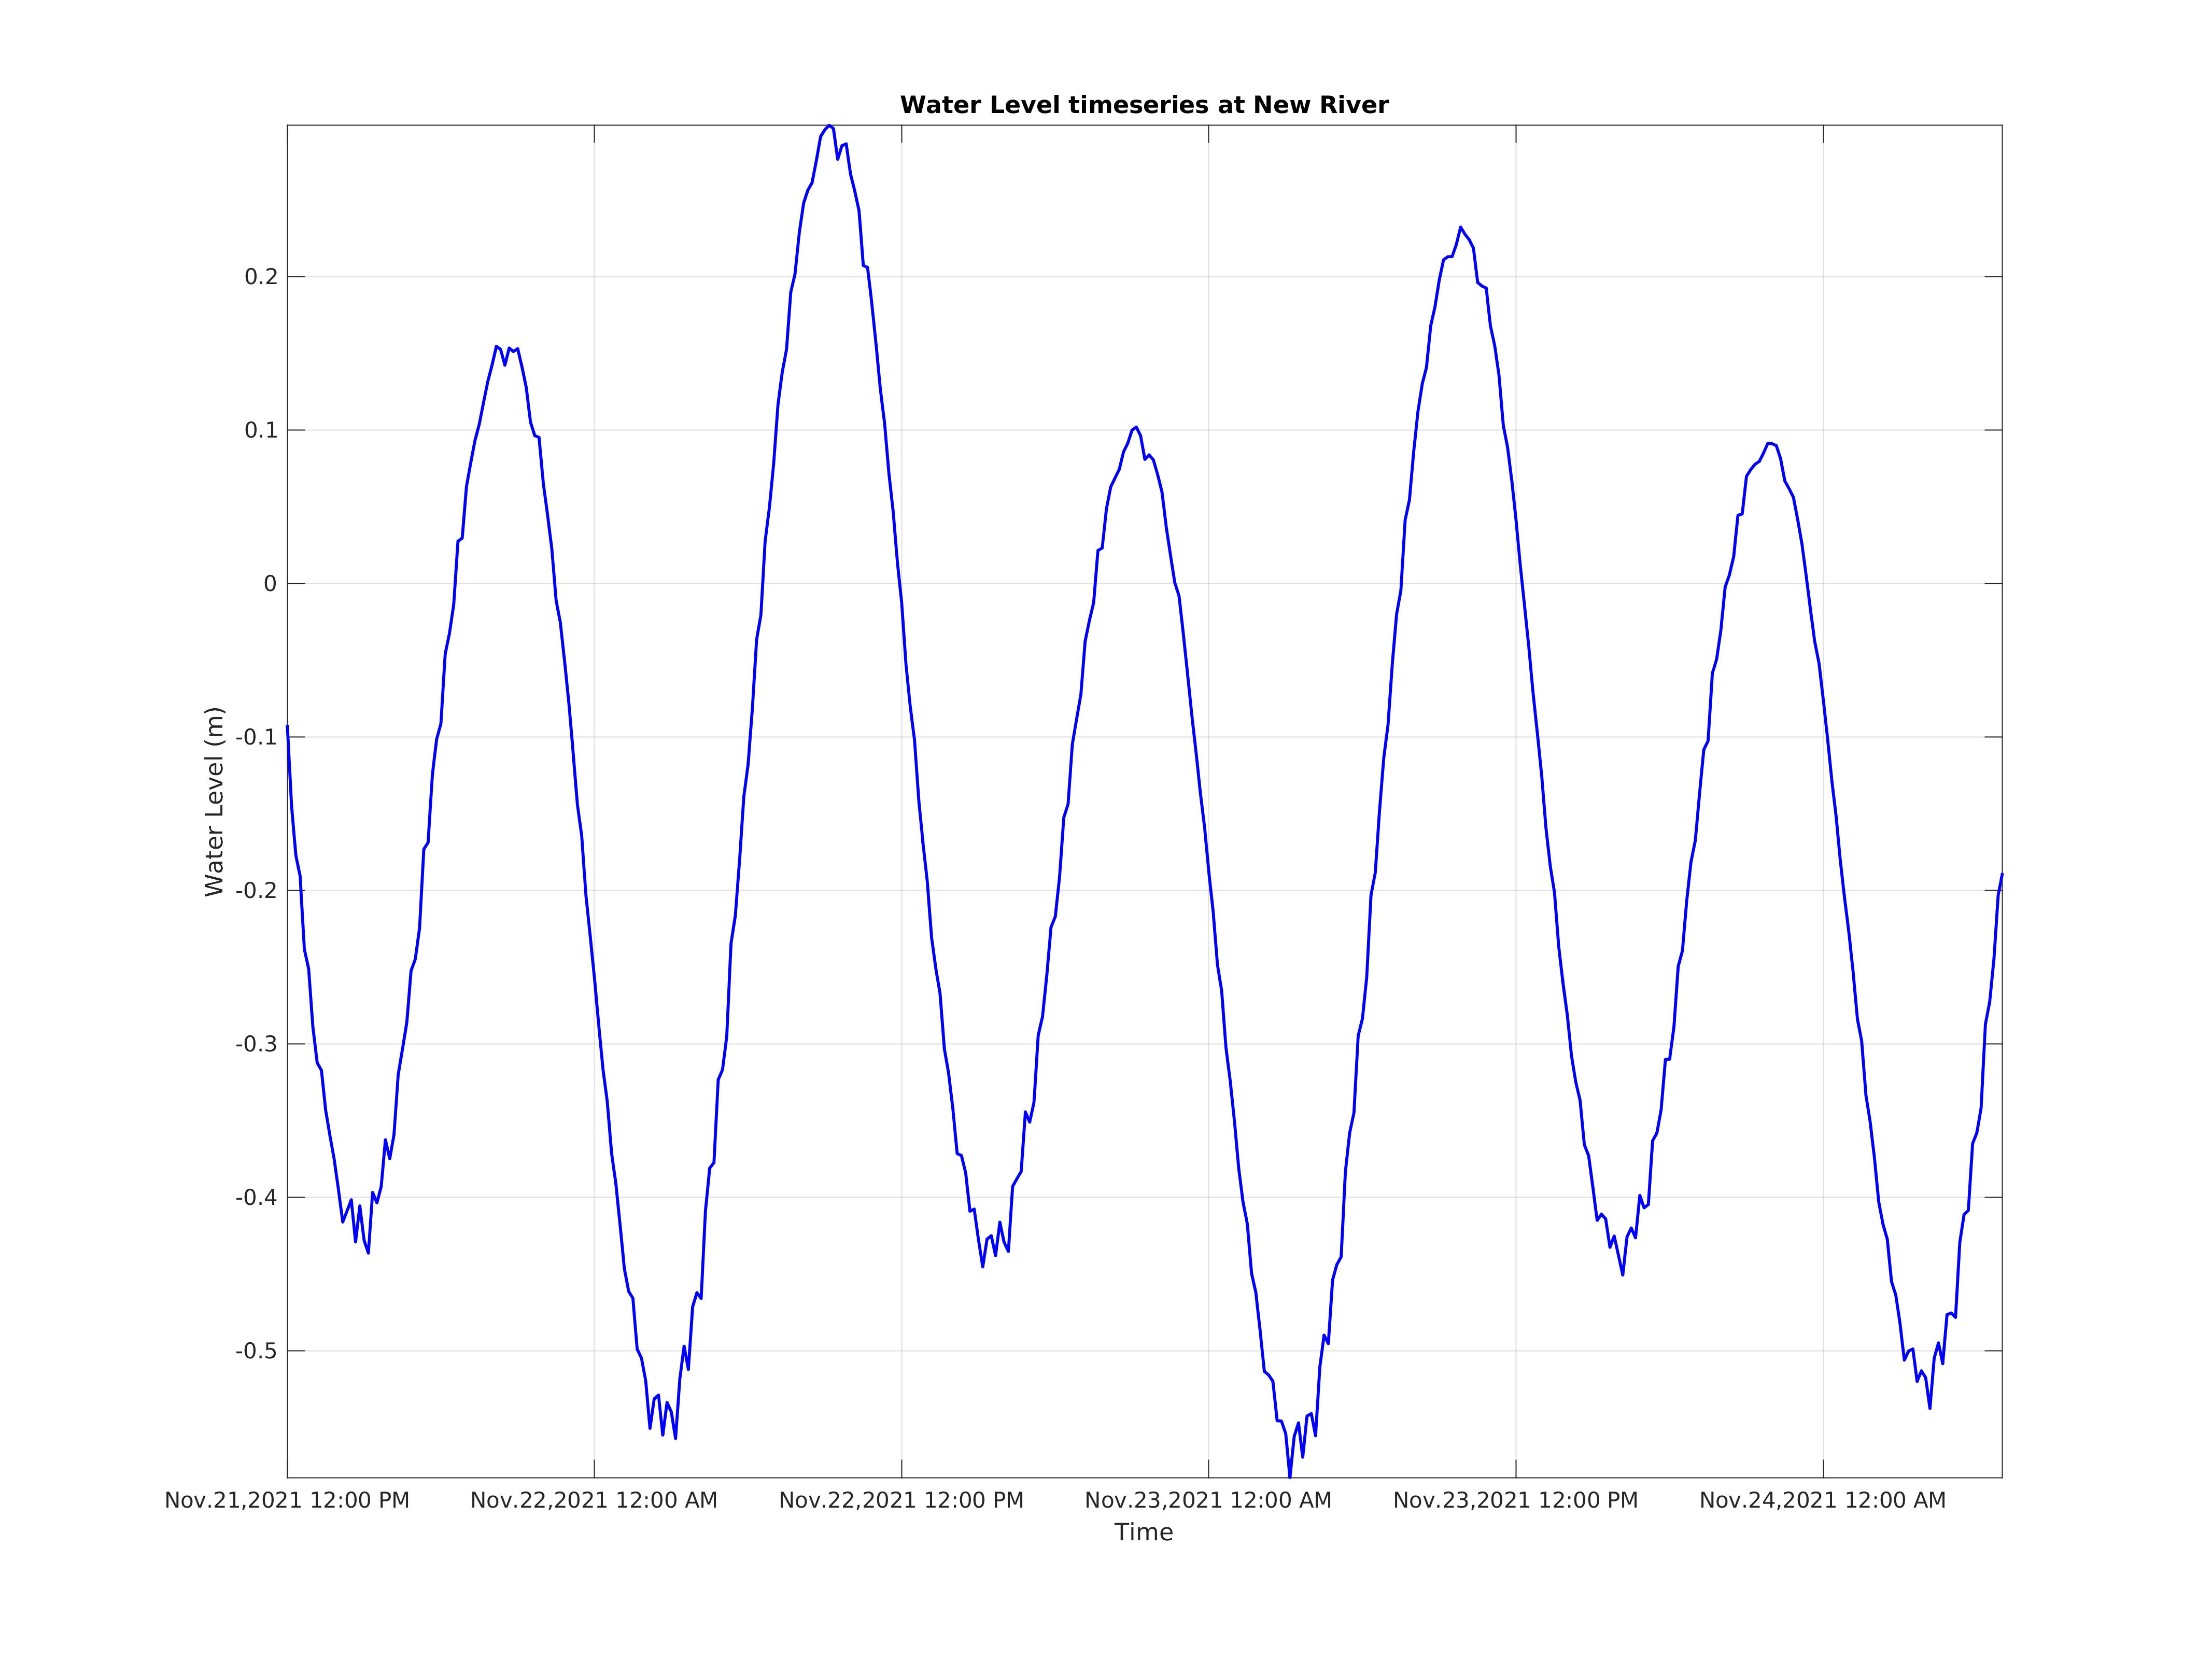 Water Level timeseries at New River
0.2
0.1
0
-0.1
-0.2
-0.3
-0.4
-0.5
Water Level (m)
Nov.21,2021 12:00 PM Nov.22,2021 12:00 AM Nov.22,2021 12:00 PM Nov.23,2021 12:00 AM Nov.23,2021 12:00 PM Nov.24,2021 12:00 AM
Time